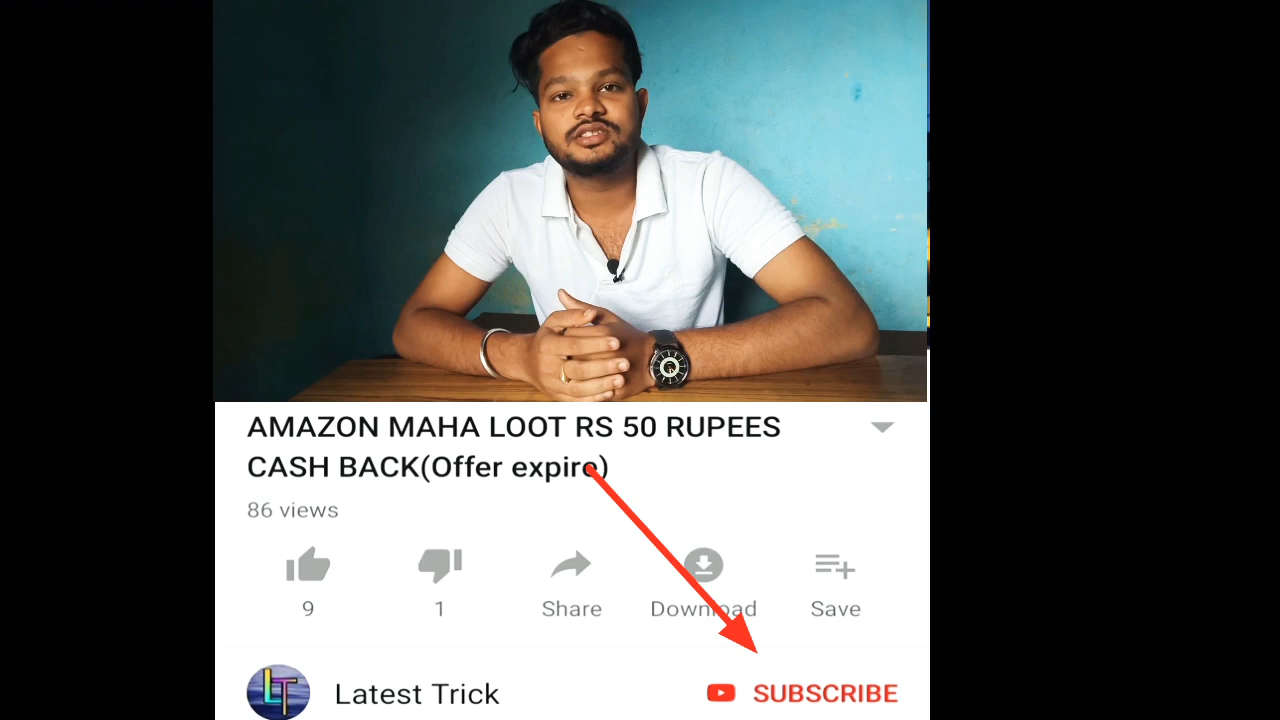 AMAZON MAHA LOOT RS 50 RUPEES
CASH BACK(Offer expire)
86 views
9
1
Share
Download
Save
LT
Latest Trick
SUBSCRIBE